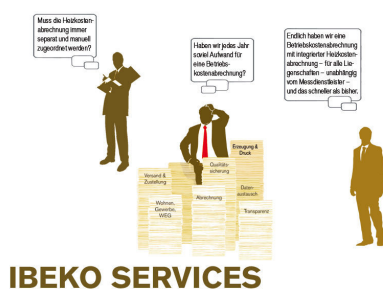 Muss die Heizkosten-
abrechnung immer
separat und manuell
zugeordnet werden?
Haben wir jedes Jahr
soviel Aufwand für
eine Betriebs-
kostenabrechnung?
Endlich haben wir eine
Betriebskostenabrechnung
mit integrierter Heizkosten-
abrechnung – für alle Lie-
genschaften – unabhängig
vom Messdienstleister –
und das schneller als bisher.
Erzeugung &
Druck
Qualitäts-
sicherung
Versand &
Zustellung
Daten-
austausch
Abrechnung
Wohnen,
Gewerbe,
WEG
Transparent
IBEKO SERVICES